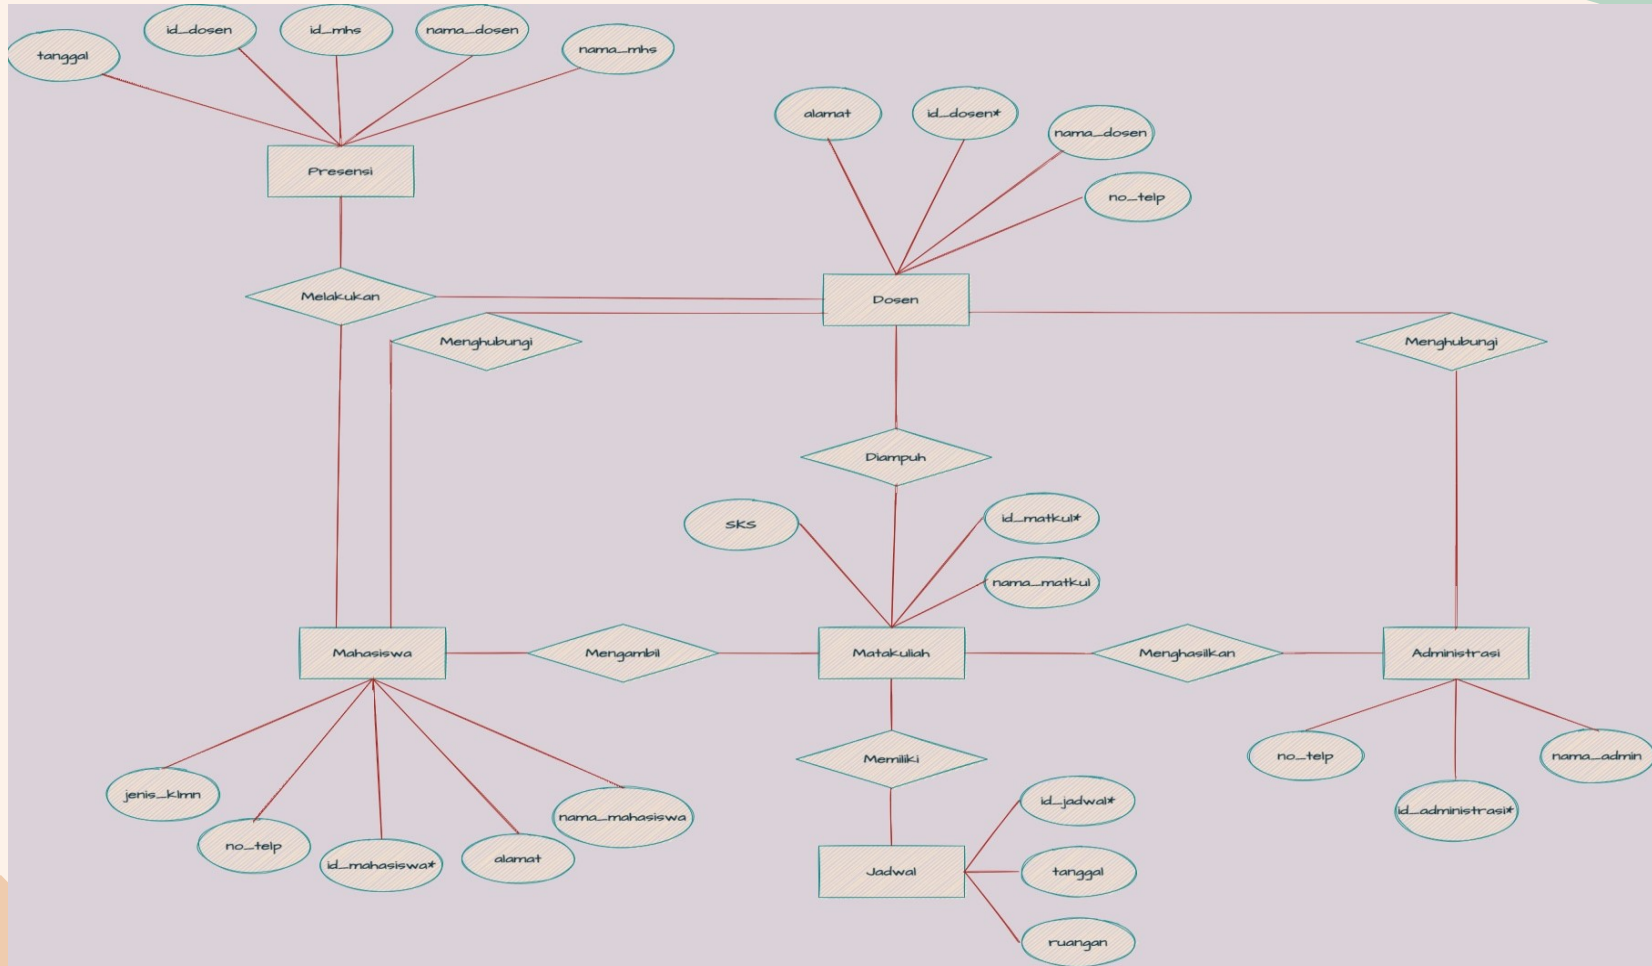 tanggal
id_dosen
id_mhs
nama_dosen
nama_mhs
Presensi
alamat
id_dosen*
nama_dosen
no_telp
Melakukan
Dosen
Menghubungi
Menghubungi
Diampuh
SKS
id_matkul*
nama_matkul
Mahasiswa
Mengambil
Matakuliah
Menghasilkan
Administrasi
jenis_klmn
no_telp
id_mahasiswa*
alamat
nama_mahasiswa
Memiliki
no_telp
id_administrasi*
nama_admin
Jadwal
id_jadwal*
tanggal
ruangan